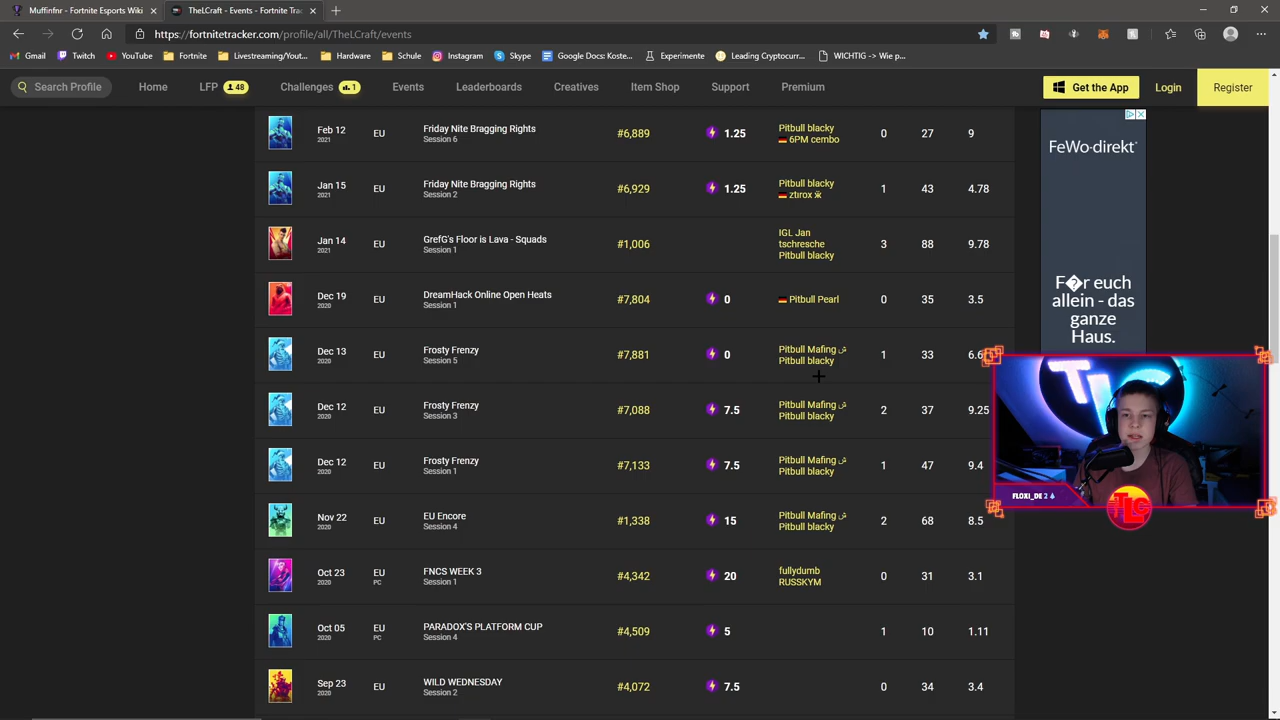 Muffinfnr - Fortnite Esports Wiki
TheLCraft - Events - Fortnite Tra
https://fortnitetracker.com/profile/all/TheLCraft/events
Gmail Twitch YouTube Fortnite Livestreaming/Yout... Hardware Schule Instagram Skype Google Docs: Koste... Experimente Leading Cryptocurr... WICHTIG -> Wie p...
Search Profile Home LFP 48 Challenges 1 Events Leaderboards Creatives Item Shop Support Premium Get the App Login Register
Feb 12 EU Friday Nite Bragging Rights #6,889 1.25 Pitbull blacky 0 27 9
2021 Session 6 6PM cembo
Jan 15 EU Friday Nite Bragging Rights #6,929 1.25 Pitbull blacky 1 43 4.78
2021 Session 2
Jan 14 EU GrefG's Floor is Lava - Squads #1,006 IGL Jan 3 88 9.78
2021 Session 1 tschresche
Pitbull blacky
Dec 19 EU DreamHack Online Open Heats #7,804 0 Pitbull Pearl 0 35 3.5
2020 Session 1
Dec 13 EU Frosty Frenzy #7,881 0 Pitbull Mafing ش 1 33 6.6
2020 Session 5 Pitbull blacky
Dec 12 EU Frosty Frenzy #7,088 7.5 Pitbull Mafing ش 2 37 9.25
2020 Session 3 Pitbull blacky
Dec 12 EU Frosty Frenzy #7,133 7.5 Pitbull Mafing ش 1 47 9.4
2020 Session 1 Pitbull blacky
Nov 22 EU EU Encore #1,338 15 Pitbull Mafing ش 2 68 8.5
2020 Session 4 Pitbull blacky
Oct 23 EU FNCS WEEK 3 #4,342 20 fullydumb 0 31 3.1
2020 PC Session 1 RUSSKYM
Oct 05 EU PARADOX'S PLATFORM CUP #4,509 5 1 10 1.11
2020 PC Session 4
Sep 23 EU WILD WEDNESDAY #4,072 7.5 0 34 3.4
2020 Session 2
FeWo-direkt
F�r euch
allein - das
ganze
Haus.
TLC
FLOXI_DE 2
TLC